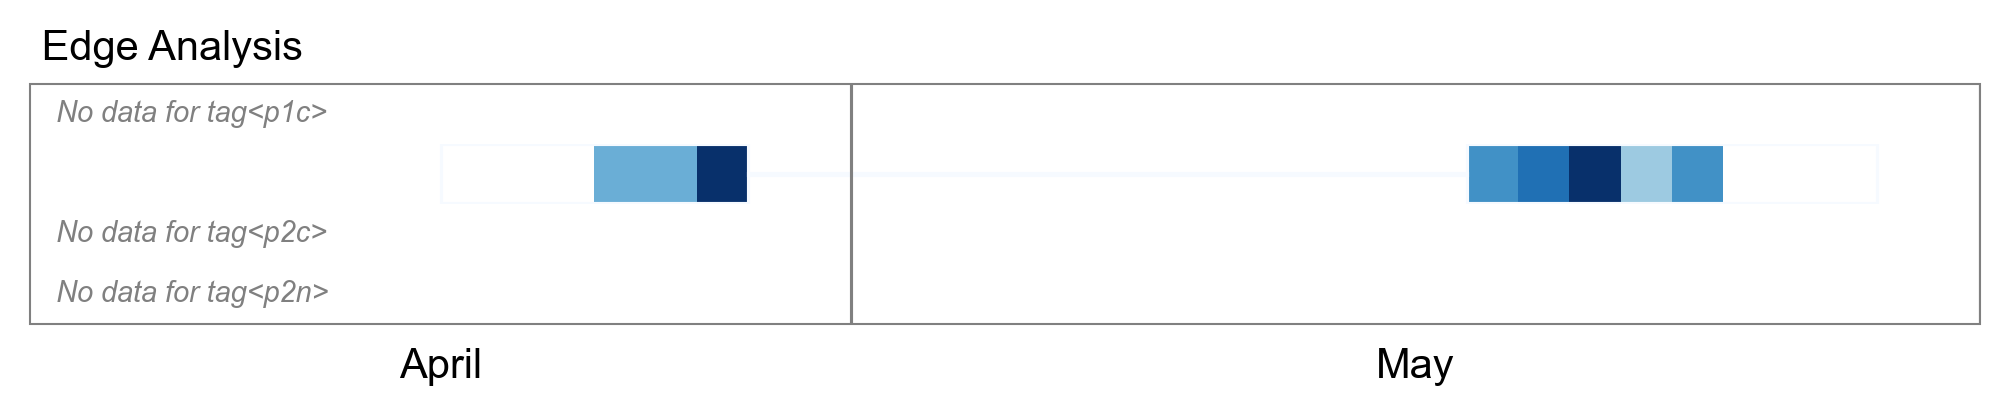 Edge Analysis
No data for tag<p1c>
No data for tag<p2c>
No data for tag<p2n>
April
May